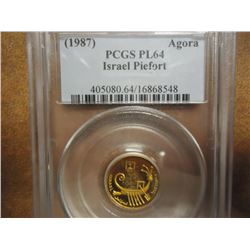 (1987) Agora
PCGS PL64
Israel Piefort
405080.64/16868548